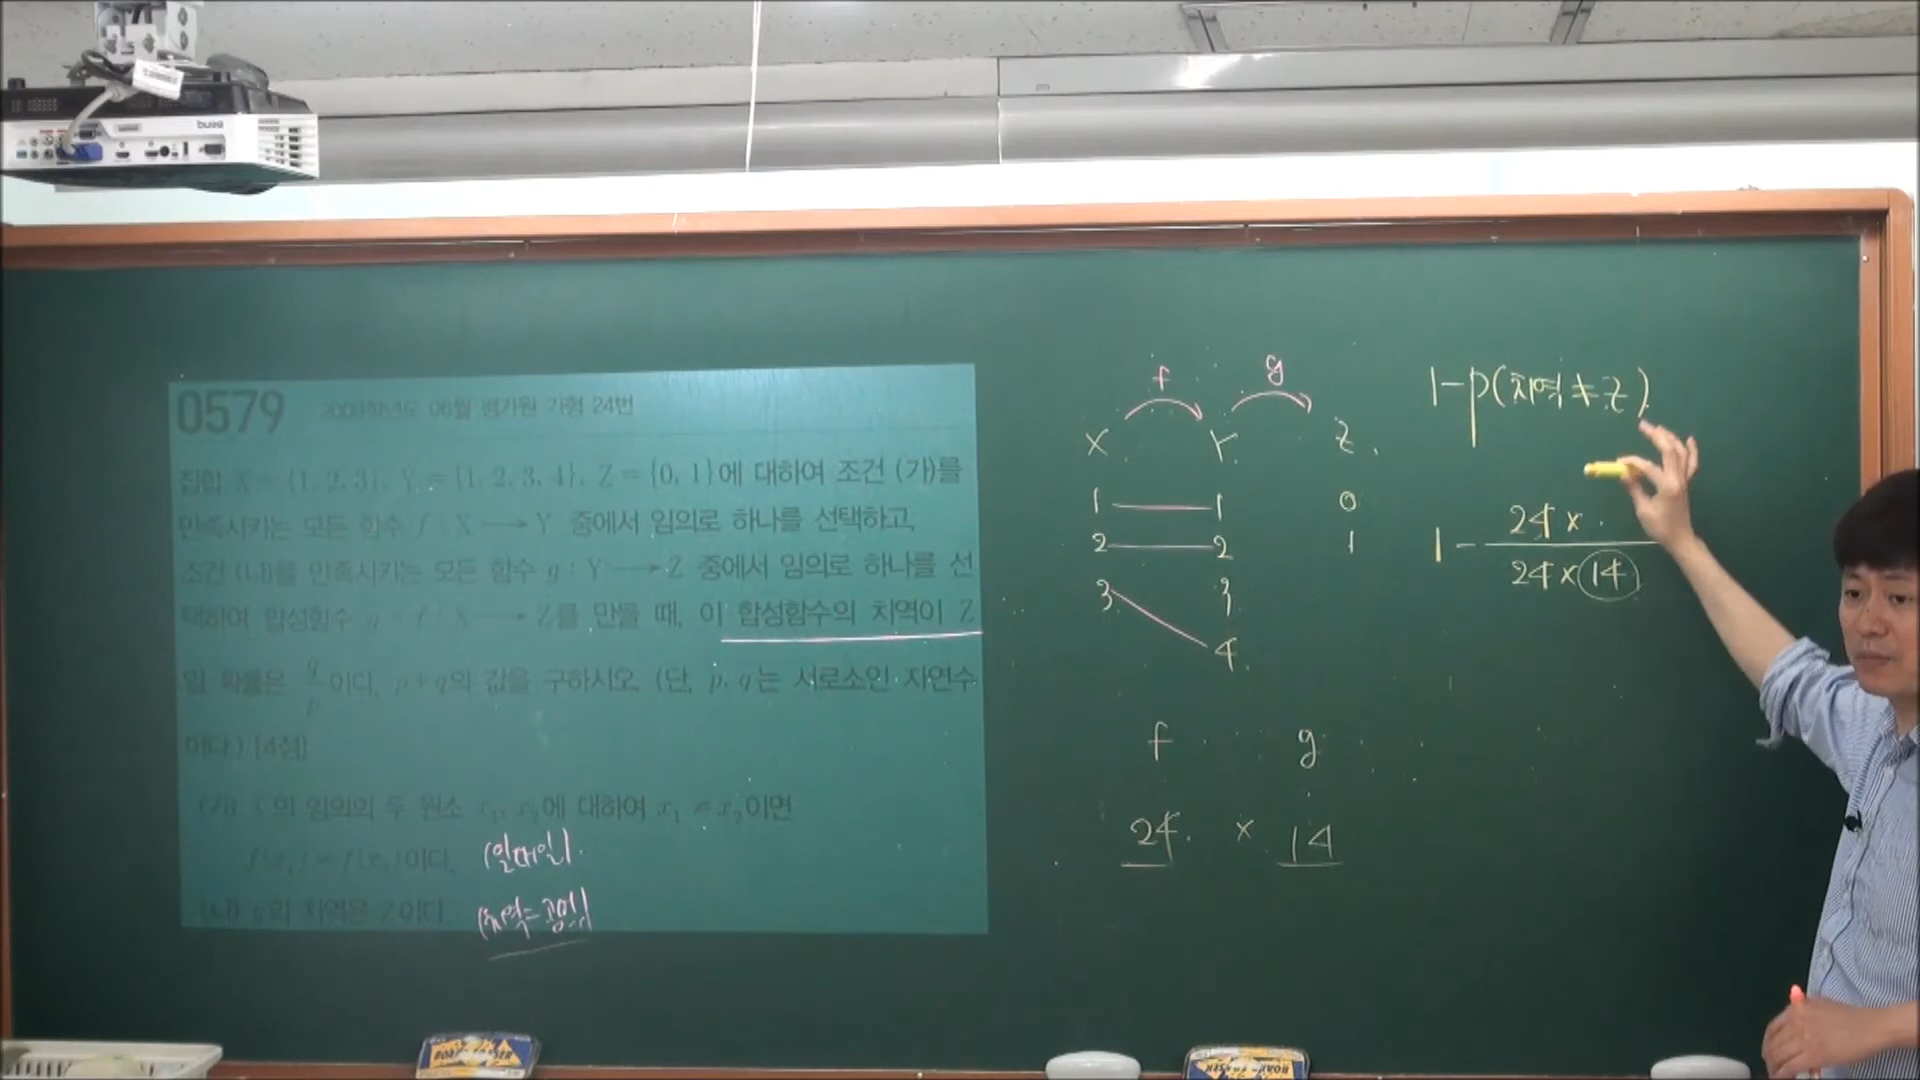 BenQ
0579 2009학년도 06월 평가원 가형 24번
집합 X = {1, 2, 3}, Y = {1, 2, 3, 4}, Z = {0, 1}에 대하여 조건 (가)를
만족시키는 모든 함수 f : X → Y 중에서 임의로 하나를 선택하고,
조건 (나)를 만족시키는 모든 함수 g : Y → Z 중에서 임의로 하나를 선
택하여 합성함수 g ∘ f : X → Z를 만들 때, 이 합성함수의 치역이 Z
일 확률은 q/p 이다. p+q의 값을 구하시오. (단, p, q는 서로소인 자연수
이다.) [4점]
(가) X의 임의의 두 원소 x₁, x₂에 대하여 x₁ ≠ x₂이면
f(x₁) ≠ f(x₂)이다. (일대일)
(나) g의 치역은 Z이다. (치역=공역)
f g
X Y Z
1 1 0
2 2 1
3 3
4
f g
24 × 14
1-P(치역≠Z)
1 - 24 × / 24 × 14